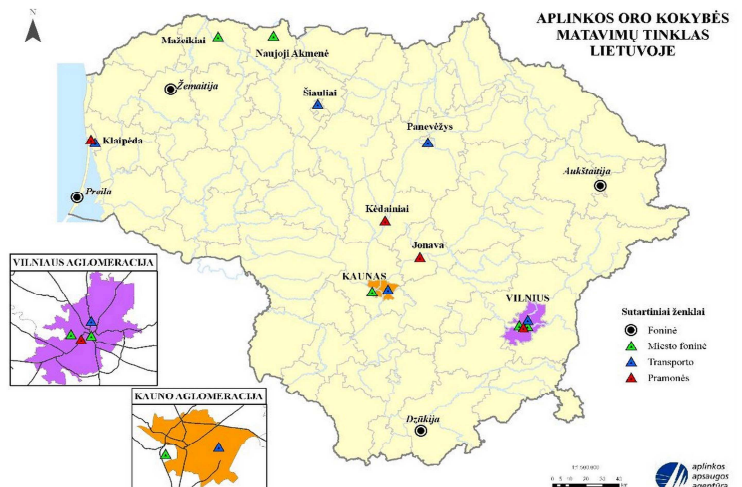 APLINKOS ORO KOKYBĖS
MATAVIMŲ TINKLAS
LIETUVOJE
N
Mažeikiai
Naujoji Akmenė
Žemaitija
Šiauliai
Klaipėda
Panevėžys
Aukštaitija
Preila
Kėdainiai
Jonava
KAUNAS
VILNIUS
VILNIAUS AGLOMERACIJA
KAUNO AGLOMERACIJA
Dzūkija
Sutartiniai ženklai
Foninė
Miesto foninė
Transporto
Pramonės
aplinkos
apsaugos
agentūra